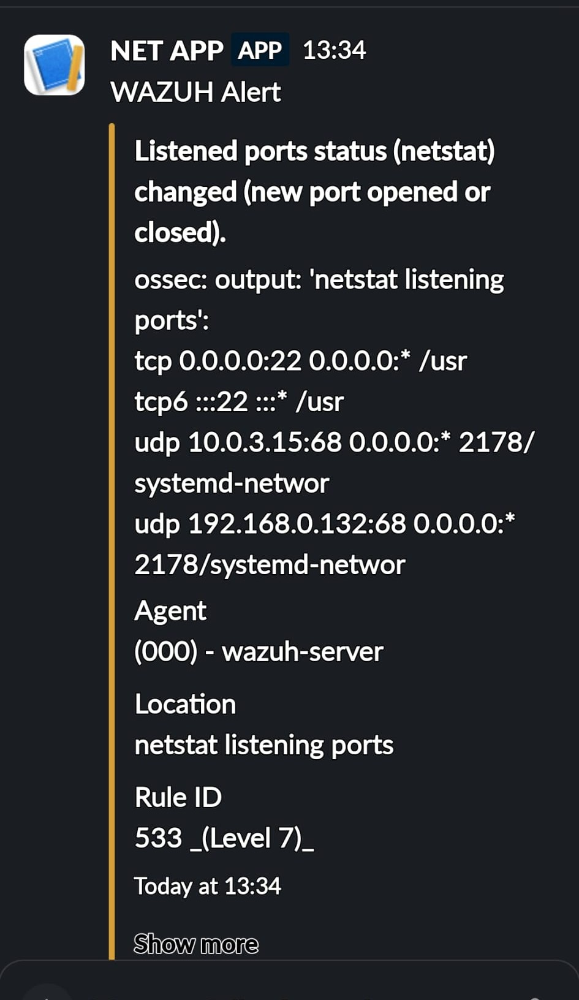 NET APP APP 13:34
WAZUH Alert
Listened ports status (netstat)
changed (new port opened or
closed).
ossec: output: 'netstat listening
ports':
tcp 0.0.0.0:22 0.0.0.0:* /usr
tcp6 :::22 :::* /usr
udp 10.0.3.15:68 0.0.0.0:* 2178/
systemd-networ
udp 192.168.0.132:68 0.0.0.0:*
2178/systemd-networ
Agent
(000) - wazuh-server
Location
netstat listening ports
Rule ID
533 _(Level 7)_
Today at 13:34
Show more